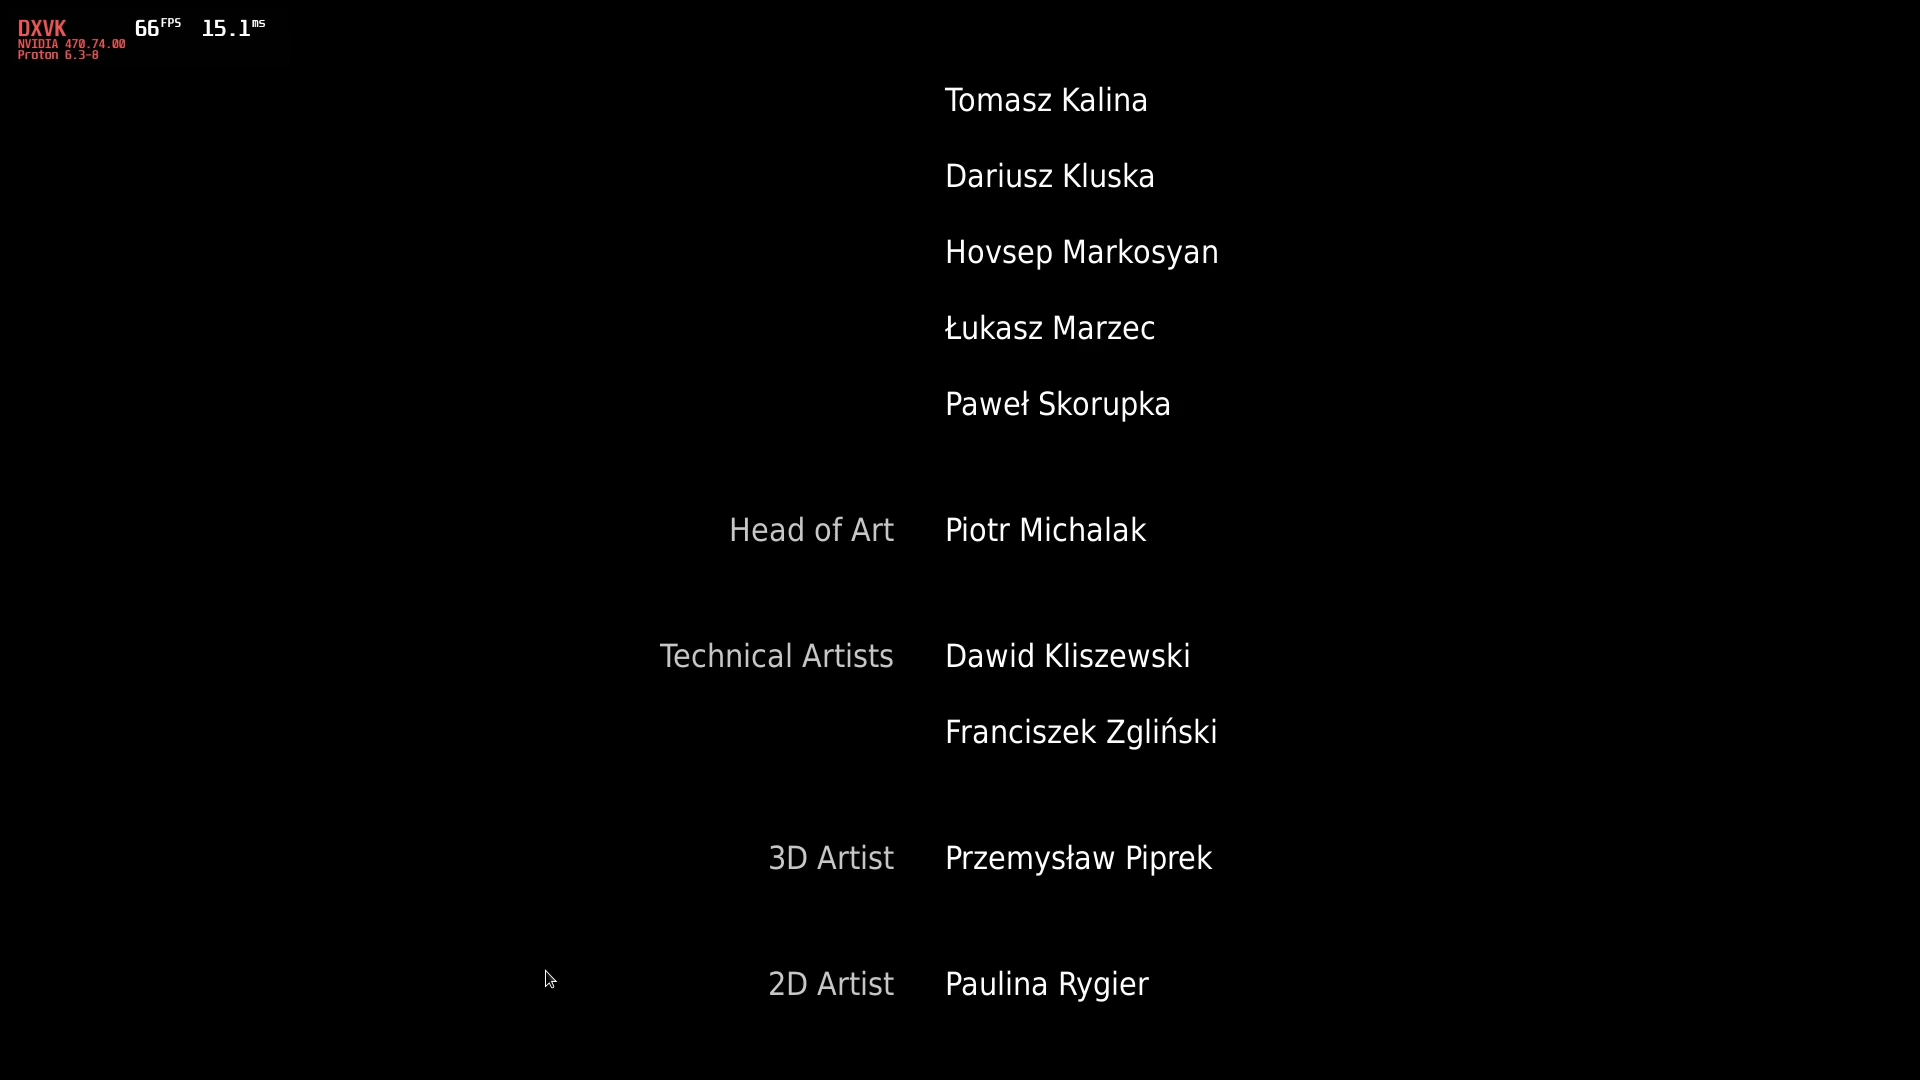 DXVK 66FPS 15.1ms
NVIDIA 470.74.00
Proton 6.3-8
Tomasz Kalina
Dariusz Kluska
Hovsep Markosyan
Łukasz Marzec
Paweł Skorupka
Head of Art Piotr Michalak
Technical Artists Dawid Kliszewski
Franciszek Zgliński
3D Artist Przemysław Piprek
2D Artist Paulina Rygier